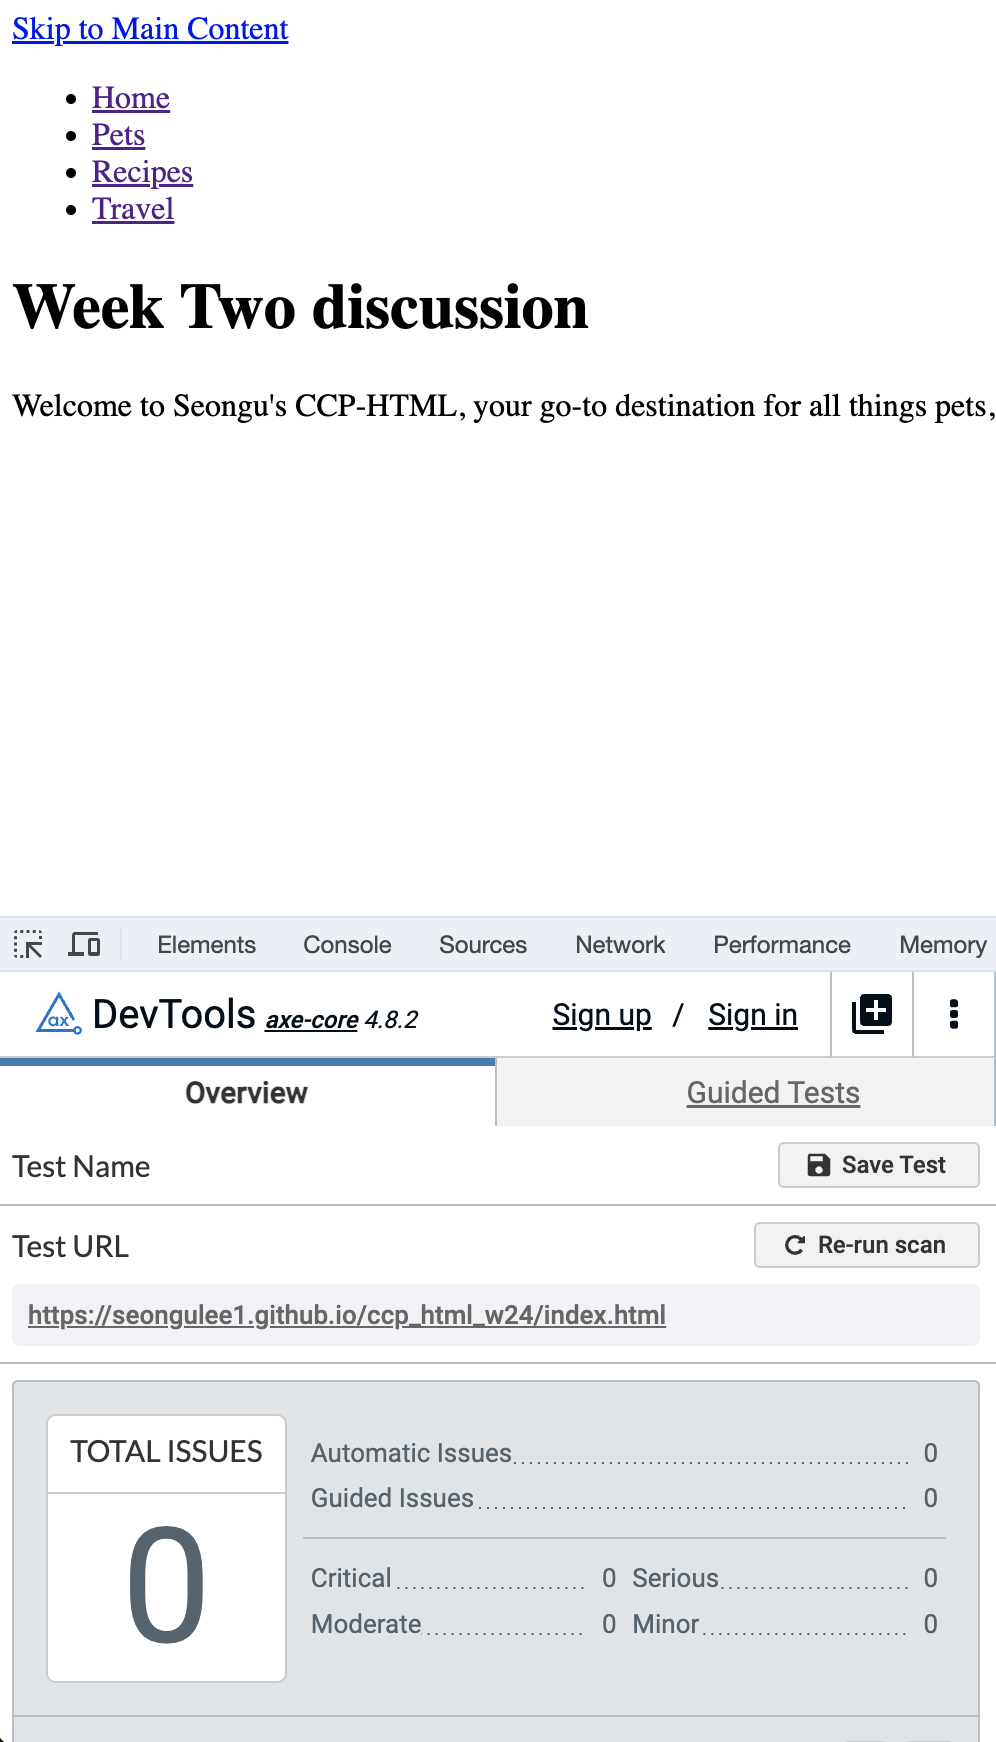 Skip to Main Content
Home
Pets
Recipes
Travel
Week Two discussion
Welcome to Seongu's CCP-HTML, your go-to destination for all things pets,
Elements Console Sources Network Performance Memory
ax DevTools axe-core 4.8.2 Sign up / Sign in
Overview Guided Tests
Test Name Save Test
Test URL Re-run scan
https://seongulee1.github.io/ccp_html_w24/index.html
TOTAL ISSUES
0
Automatic Issues 0
Guided Issues 0
Critical 0 Serious 0
Moderate 0 Minor 0